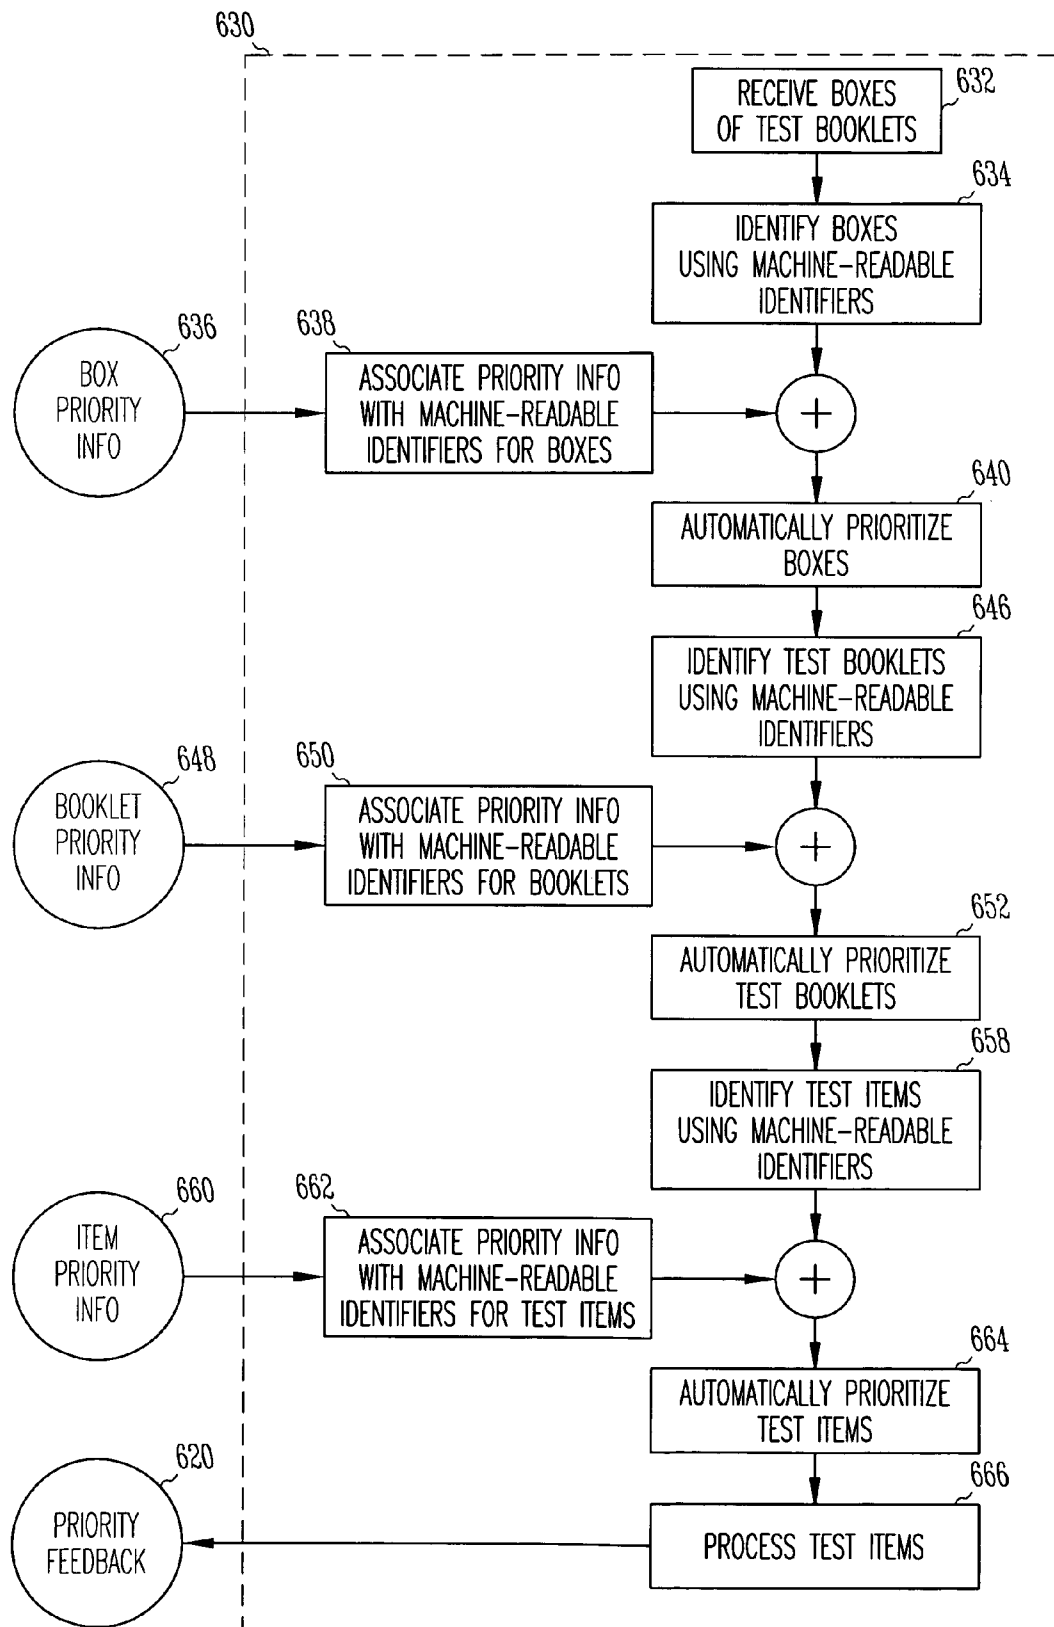 630
RECEIVE BOXES
OF TEST BOOKLETS
632
634
IDENTIFY BOXES
USING MACHINE-READABLE
IDENTIFIERS
636
BOX
PRIORITY
INFO
638
ASSOCIATE PRIORITY INFO
WITH MACHINE-READABLE
IDENTIFIERS FOR BOXES
+
640
AUTOMATICALLY PRIORITIZE
BOXES
646
IDENTIFY TEST BOOKLETS
USING MACHINE-READABLE
IDENTIFIERS
648
BOOKLET
PRIORITY
INFO
650
ASSOCIATE PRIORITY INFO
WITH MACHINE-READABLE
IDENTIFIERS FOR BOOKLETS
+
652
AUTOMATICALLY PRIORITIZE
TEST BOOKLETS
658
IDENTIFY TEST ITEMS
USING MACHINE-READABLE
IDENTIFIERS
660
ITEM
PRIORITY
INFO
662
ASSOCIATE PRIORITY INFO
WITH MACHINE-READABLE
IDENTIFIERS FOR TEST ITEMS
+
664
AUTOMATICALLY PRIORITIZE
TEST ITEMS
620
PRIORITY
FEEDBACK
666
PROCESS TEST ITEMS